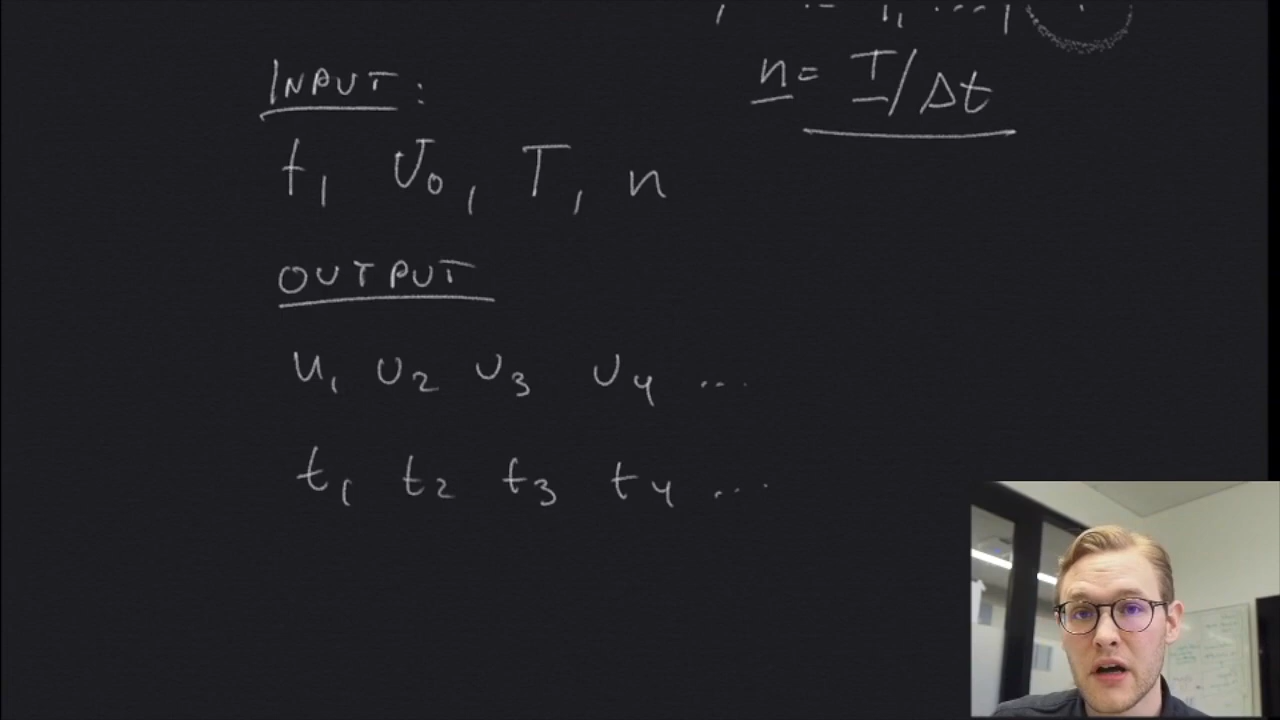 n = T/Δt
INPUT:
f, U₀, T, n
OUTPUT
u₁ u₂ u₃ u₄ ...
t₁ t₂ t₃ t₄ ...